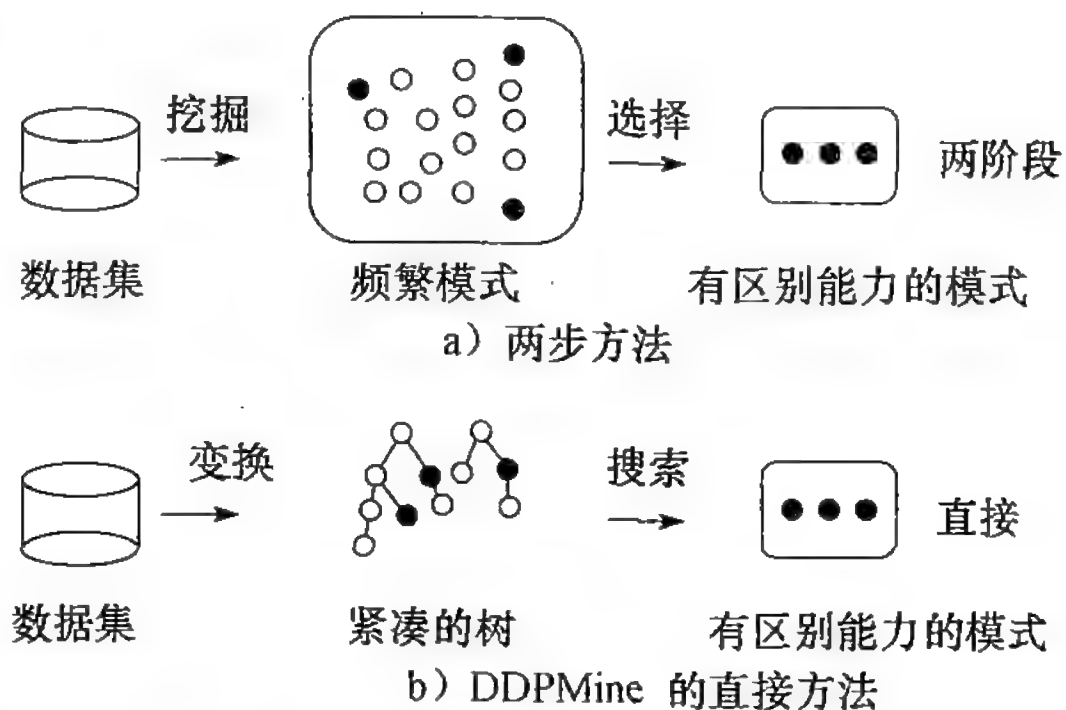 挖掘
选择
两阶段
数据集
频繁模式
有区别能力的模式
a）两步方法
变换
搜索
直接
数据集
紧凑的树
有区别能力的模式
b）DDPMine 的直接方法